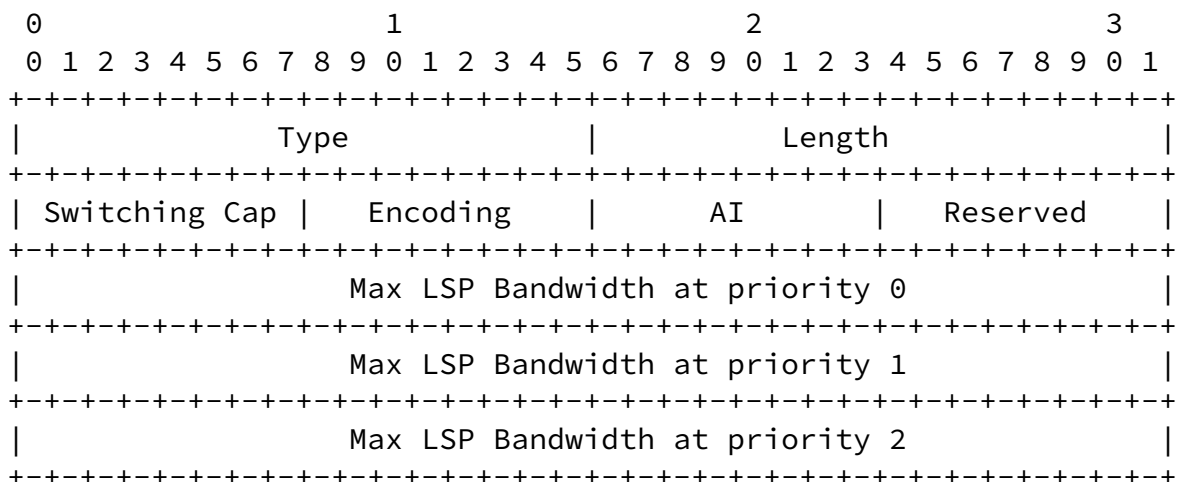 0                   1                   2                   3
 0 1 2 3 4 5 6 7 8 9 0 1 2 3 4 5 6 7 8 9 0 1 2 3 4 5 6 7 8 9 0 1
+-+-+-+-+-+-+-+-+-+-+-+-+-+-+-+-+-+-+-+-+-+-+-+-+-+-+-+-+-+-+-+-+
|              Type             |          Length               |
+-+-+-+-+-+-+-+-+-+-+-+-+-+-+-+-+-+-+-+-+-+-+-+-+-+-+-+-+-+-+-+-+
| Switching Cap |   Encoding    |      AI       |   Reserved    |
+-+-+-+-+-+-+-+-+-+-+-+-+-+-+-+-+-+-+-+-+-+-+-+-+-+-+-+-+-+-+-+-+
|                  Max LSP Bandwidth at priority 0              |
+-+-+-+-+-+-+-+-+-+-+-+-+-+-+-+-+-+-+-+-+-+-+-+-+-+-+-+-+-+-+-+-+
|                  Max LSP Bandwidth at priority 1              |
+-+-+-+-+-+-+-+-+-+-+-+-+-+-+-+-+-+-+-+-+-+-+-+-+-+-+-+-+-+-+-+-+
|                  Max LSP Bandwidth at priority 2              |
+-+-+-+-+-+-+-+-+-+-+-+-+-+-+-+-+-+-+-+-+-+-+-+-+-+-+-+-+-+-+-+-+